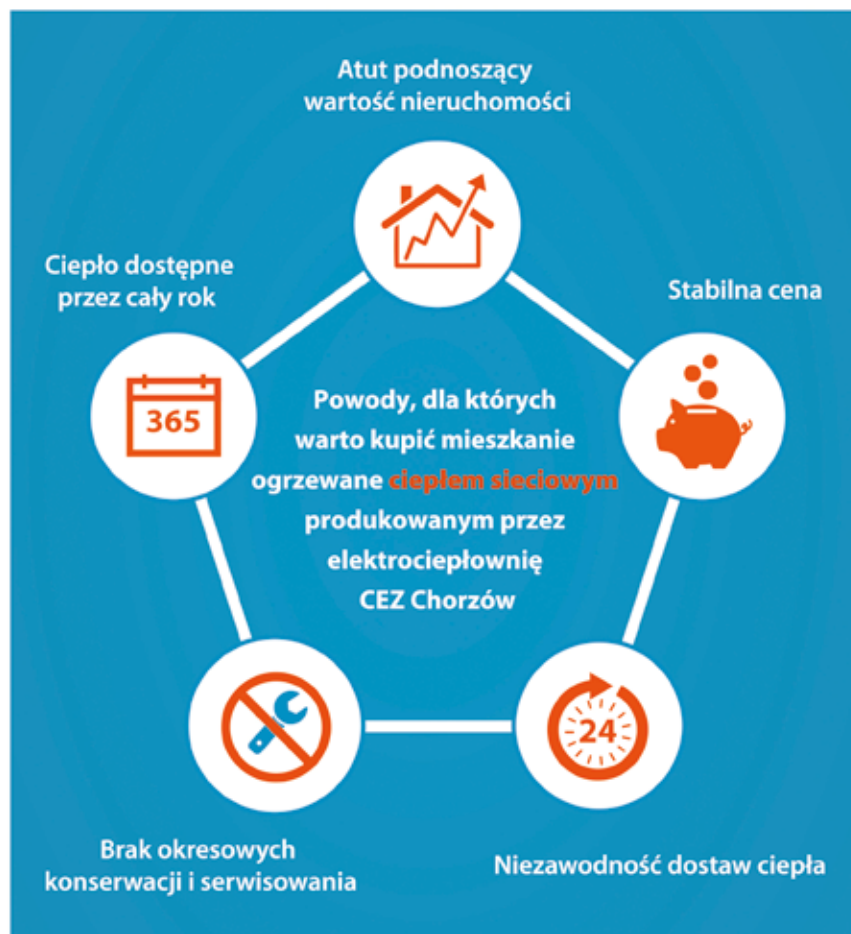 Atut podnoszący
wartość nieruchomości
Ciepło dostępne
przez cały rok
Stabilna cena
365
Powody, dla których
warto kupić mieszkanie
ogrzewane ciepłem sieciowym
produkowanym przez
elektrociepłownię
CEZ Chorzów
24
Brak okresowych
konserwacji i serwisowania
Niezawodność dostaw ciepła